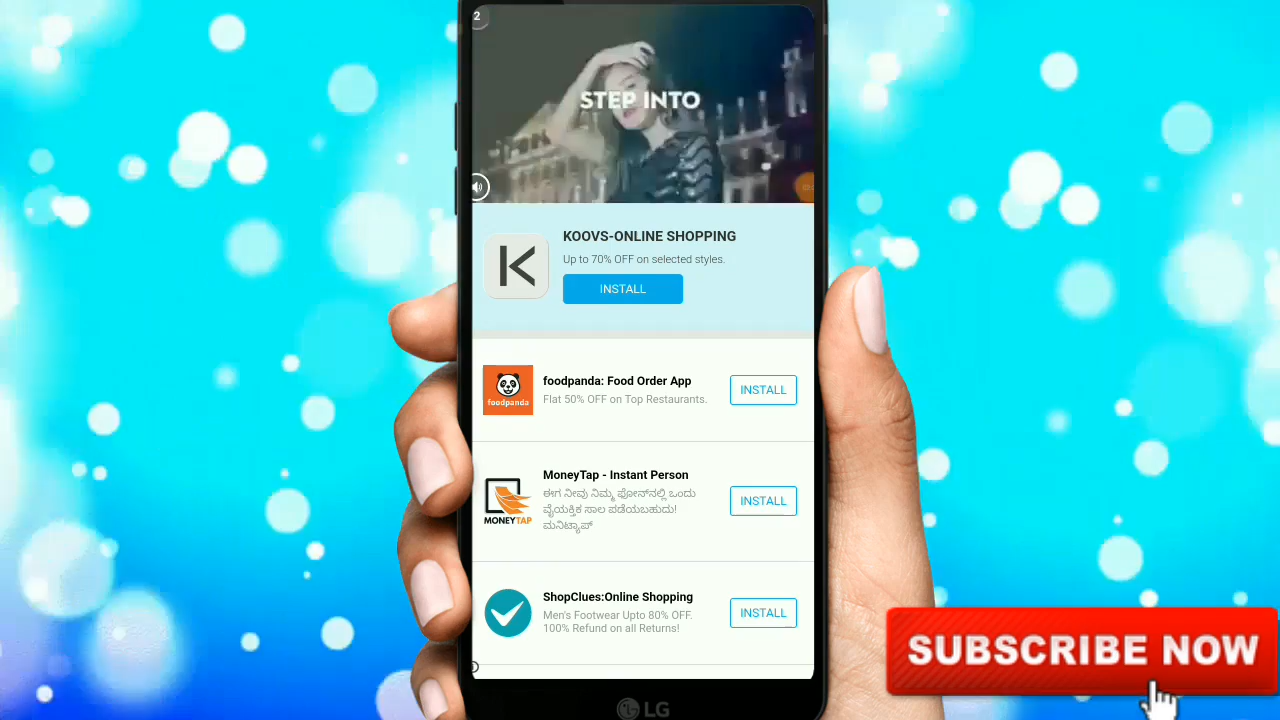 2
STEP INTO
KOOVS-ONLINE SHOPPING
Up to 70% OFF on selected styles.
INSTALL
foodpanda
foodpanda: Food Order App
Flat 50% OFF on Top Restaurants.
INSTALL
MONEYTAP
MoneyTap - Instant Person
ಈಗ ನೀವು ನಿಮ್ಮ ಫೋನ್‌ನಲ್ಲಿ ಒಂದು
ವೈಯಕ್ತಿಕ ಸಾಲ ಪಡೆಯಬಹುದು!
ಮನಿಟ್ಯಾಪ್
INSTALL
ShopClues:Online Shopping
Men's Footwear Upto 80% OFF.
100% Refund on all Returns!
INSTALL
SUBSCRIBE NOW
LG